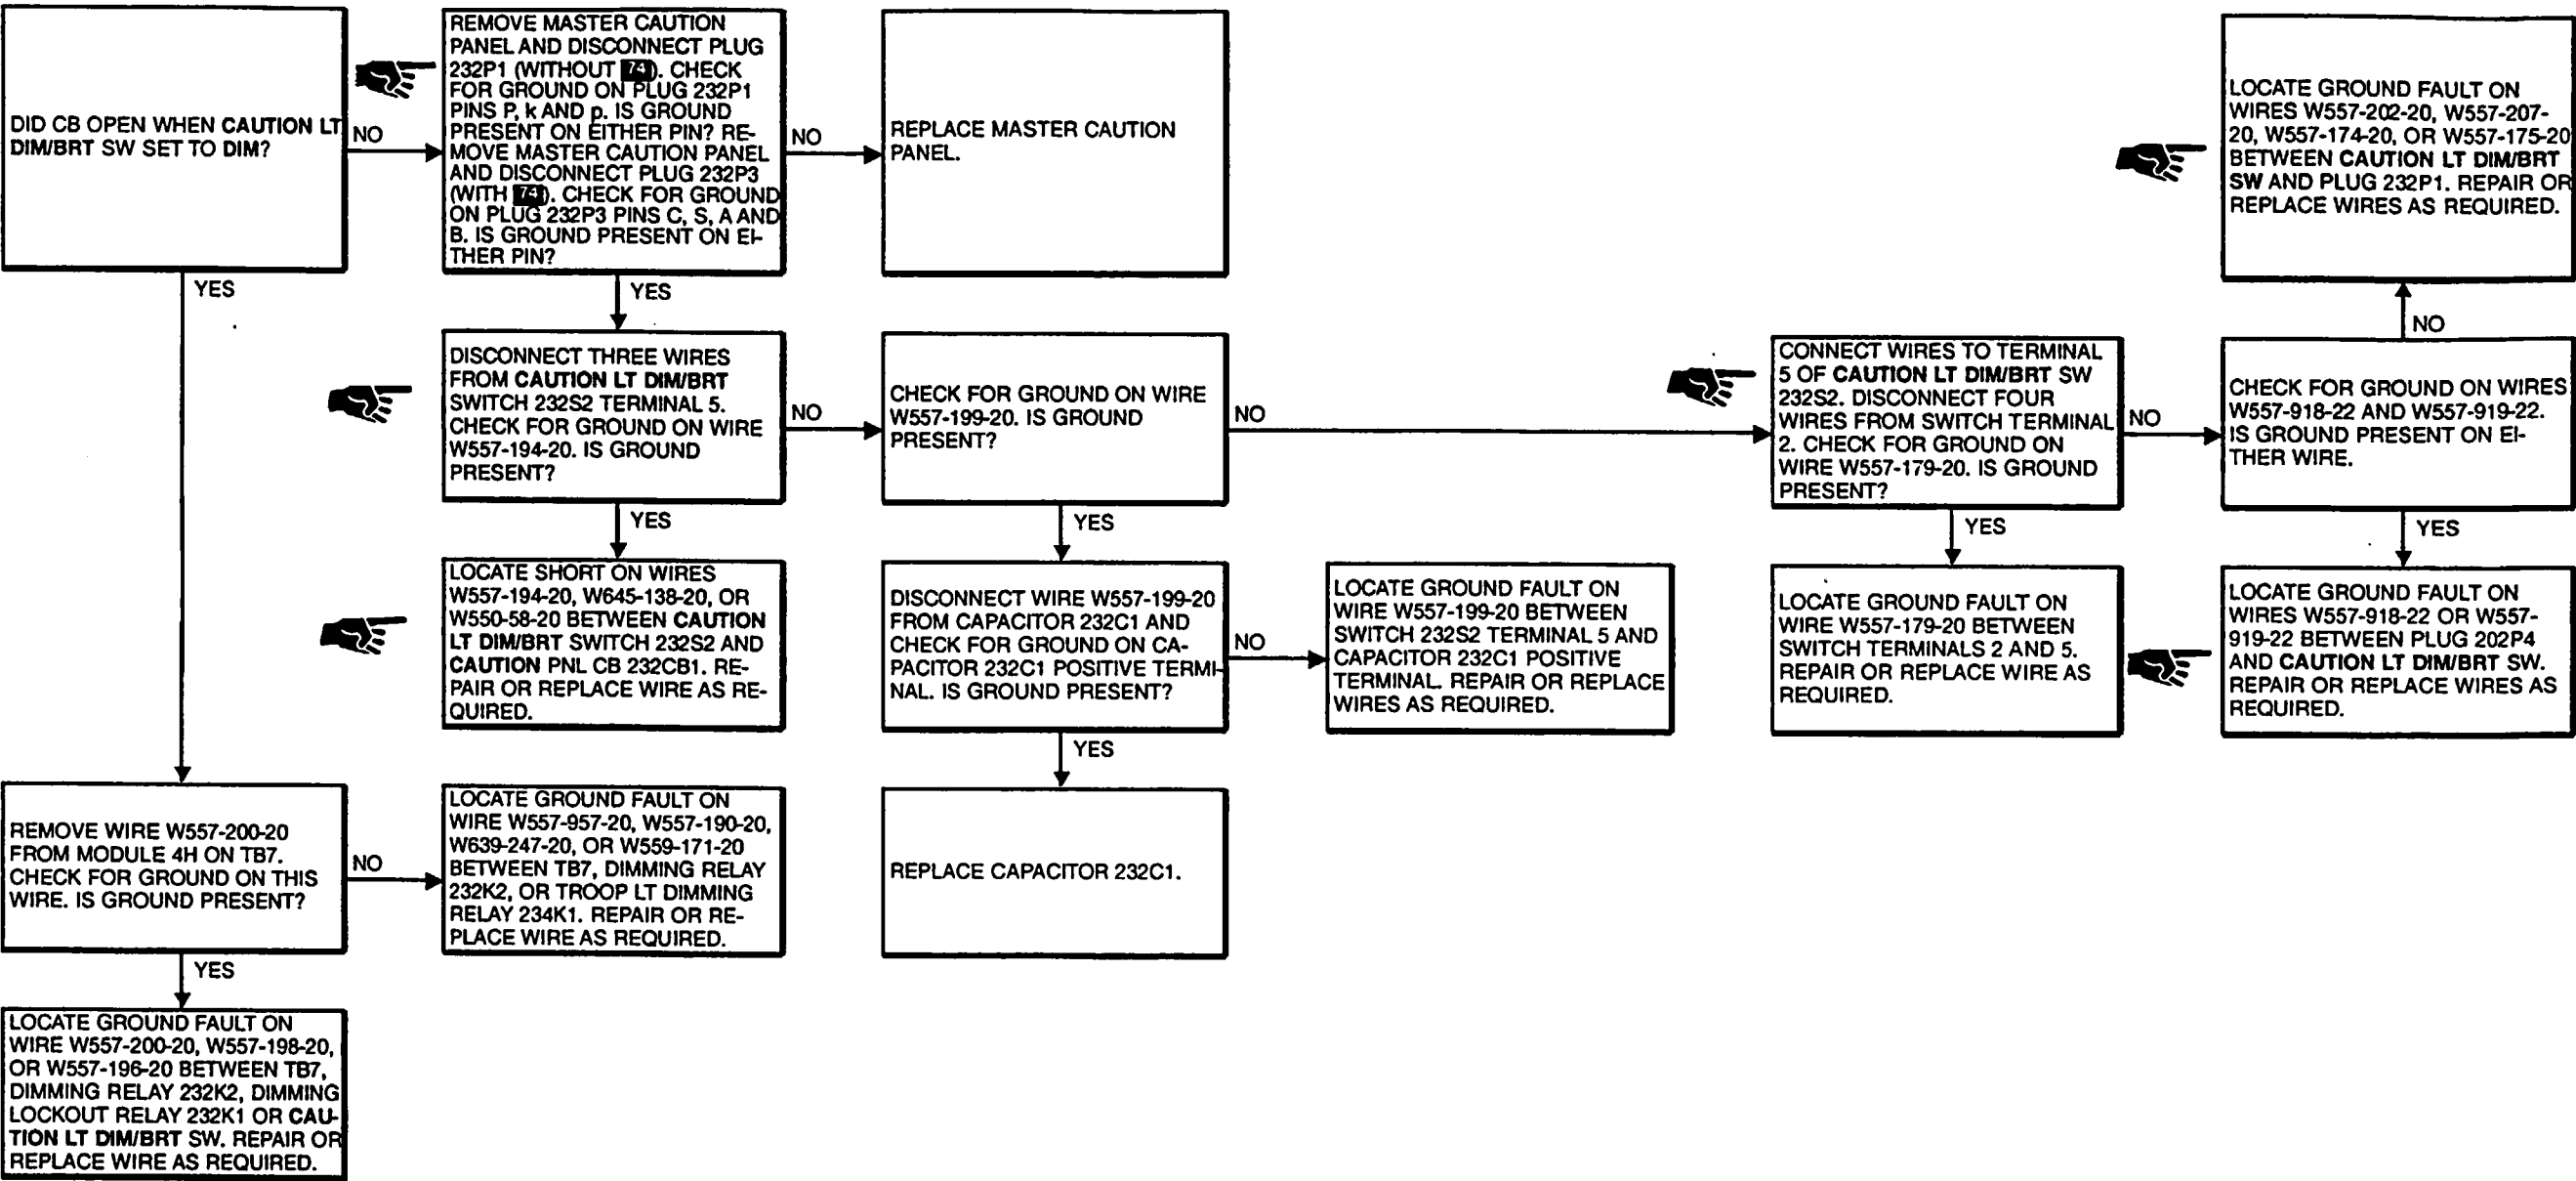 DID CB OPEN WHEN CAUTION LT
DIM/BRT SW SET TO DIM?
NO
YES
REMOVE MASTER CAUTION
PANEL AND DISCONNECT PLUG
232P1 (WITHOUT 74). CHECK
FOR GROUND ON PLUG 232P1
PINS P, k AND p. IS GROUND
PRESENT ON EITHER PIN? RE-
MOVE MASTER CAUTION PANEL
AND DISCONNECT PLUG 232P3
(WITH 74). CHECK FOR GROUND
ON PLUG 232P3 PINS C, S, A AND
B. IS GROUND PRESENT ON EI-
THER PIN?
NO
YES
REPLACE MASTER CAUTION
PANEL.
LOCATE GROUND FAULT ON
WIRES W557-202-20, W557-207-
20, W557-174-20, OR W557-175-20
BETWEEN CAUTION LT DIM/BRT
SW AND PLUG 232P1. REPAIR OR
REPLACE WIRES AS REQUIRED.
NO
DISCONNECT THREE WIRES
FROM CAUTION LT DIM/BRT
SWITCH 232S2 TERMINAL 5.
CHECK FOR GROUND ON WIRE
W557-194-20. IS GROUND
PRESENT?
NO
YES
CHECK FOR GROUND ON WIRE
W557-199-20. IS GROUND
PRESENT?
NO
YES
CONNECT WIRES TO TERMINAL
5 OF CAUTION LT DIM/BRT SW
232S2. DISCONNECT FOUR
WIRES FROM SWITCH TERMINAL
2. CHECK FOR GROUND ON
WIRE W557-179-20. IS GROUND
PRESENT?
NO
YES
CHECK FOR GROUND ON WIRES
W557-918-22 AND W557-919-22.
IS GROUND PRESENT ON EI-
THER WIRE.
YES
LOCATE SHORT ON WIRES
W557-194-20, W645-138-20, OR
W550-58-20 BETWEEN CAUTION
LT DIM/BRT SWITCH 232S2 AND
CAUTION PNL CB 232CB1. RE-
PAIR OR REPLACE WIRE AS RE-
QUIRED.
DISCONNECT WIRE W557-199-20
FROM CAPACITOR 232C1 AND
CHECK FOR GROUND ON CA-
PACITOR 232C1 POSITIVE TERMI-
NAL. IS GROUND PRESENT?
NO
YES
LOCATE GROUND FAULT ON
WIRE W557-199-20 BETWEEN
SWITCH 232S2 TERMINAL 5 AND
CAPACITOR 232C1 POSITIVE
TERMINAL. REPAIR OR REPLACE
WIRES AS REQUIRED.
LOCATE GROUND FAULT ON
WIRE W557-179-20 BETWEEN
SWITCH TERMINALS 2 AND 5.
REPAIR OR REPLACE WIRE AS
REQUIRED.
LOCATE GROUND FAULT ON
WIRES W557-918-22 OR W557-
919-22 BETWEEN PLUG 202P4
AND CAUTION LT DIM/BRT SW.
REPAIR OR REPLACE WIRES AS
REQUIRED.
REMOVE WIRE W557-200-20
FROM MODULE 4H ON TB7.
CHECK FOR GROUND ON THIS
WIRE. IS GROUND PRESENT?
NO
YES
LOCATE GROUND FAULT ON
WIRE W557-957-20, W557-190-20,
W639-247-20, OR W559-171-20
BETWEEN TB7, DIMMING RELAY
232K2, OR TROOP LT DIMMING
RELAY 234K1. REPAIR OR RE-
PLACE WIRE AS REQUIRED.
REPLACE CAPACITOR 232C1.
LOCATE GROUND FAULT ON
WIRE W557-200-20, W557-198-20,
OR W557-196-20 BETWEEN TB7,
DIMMING RELAY 232K2, DIMMING
LOCKOUT RELAY 232K1 OR CAU-
TION LT DIM/BRT SW. REPAIR OR
REPLACE WIRE AS REQUIRED.